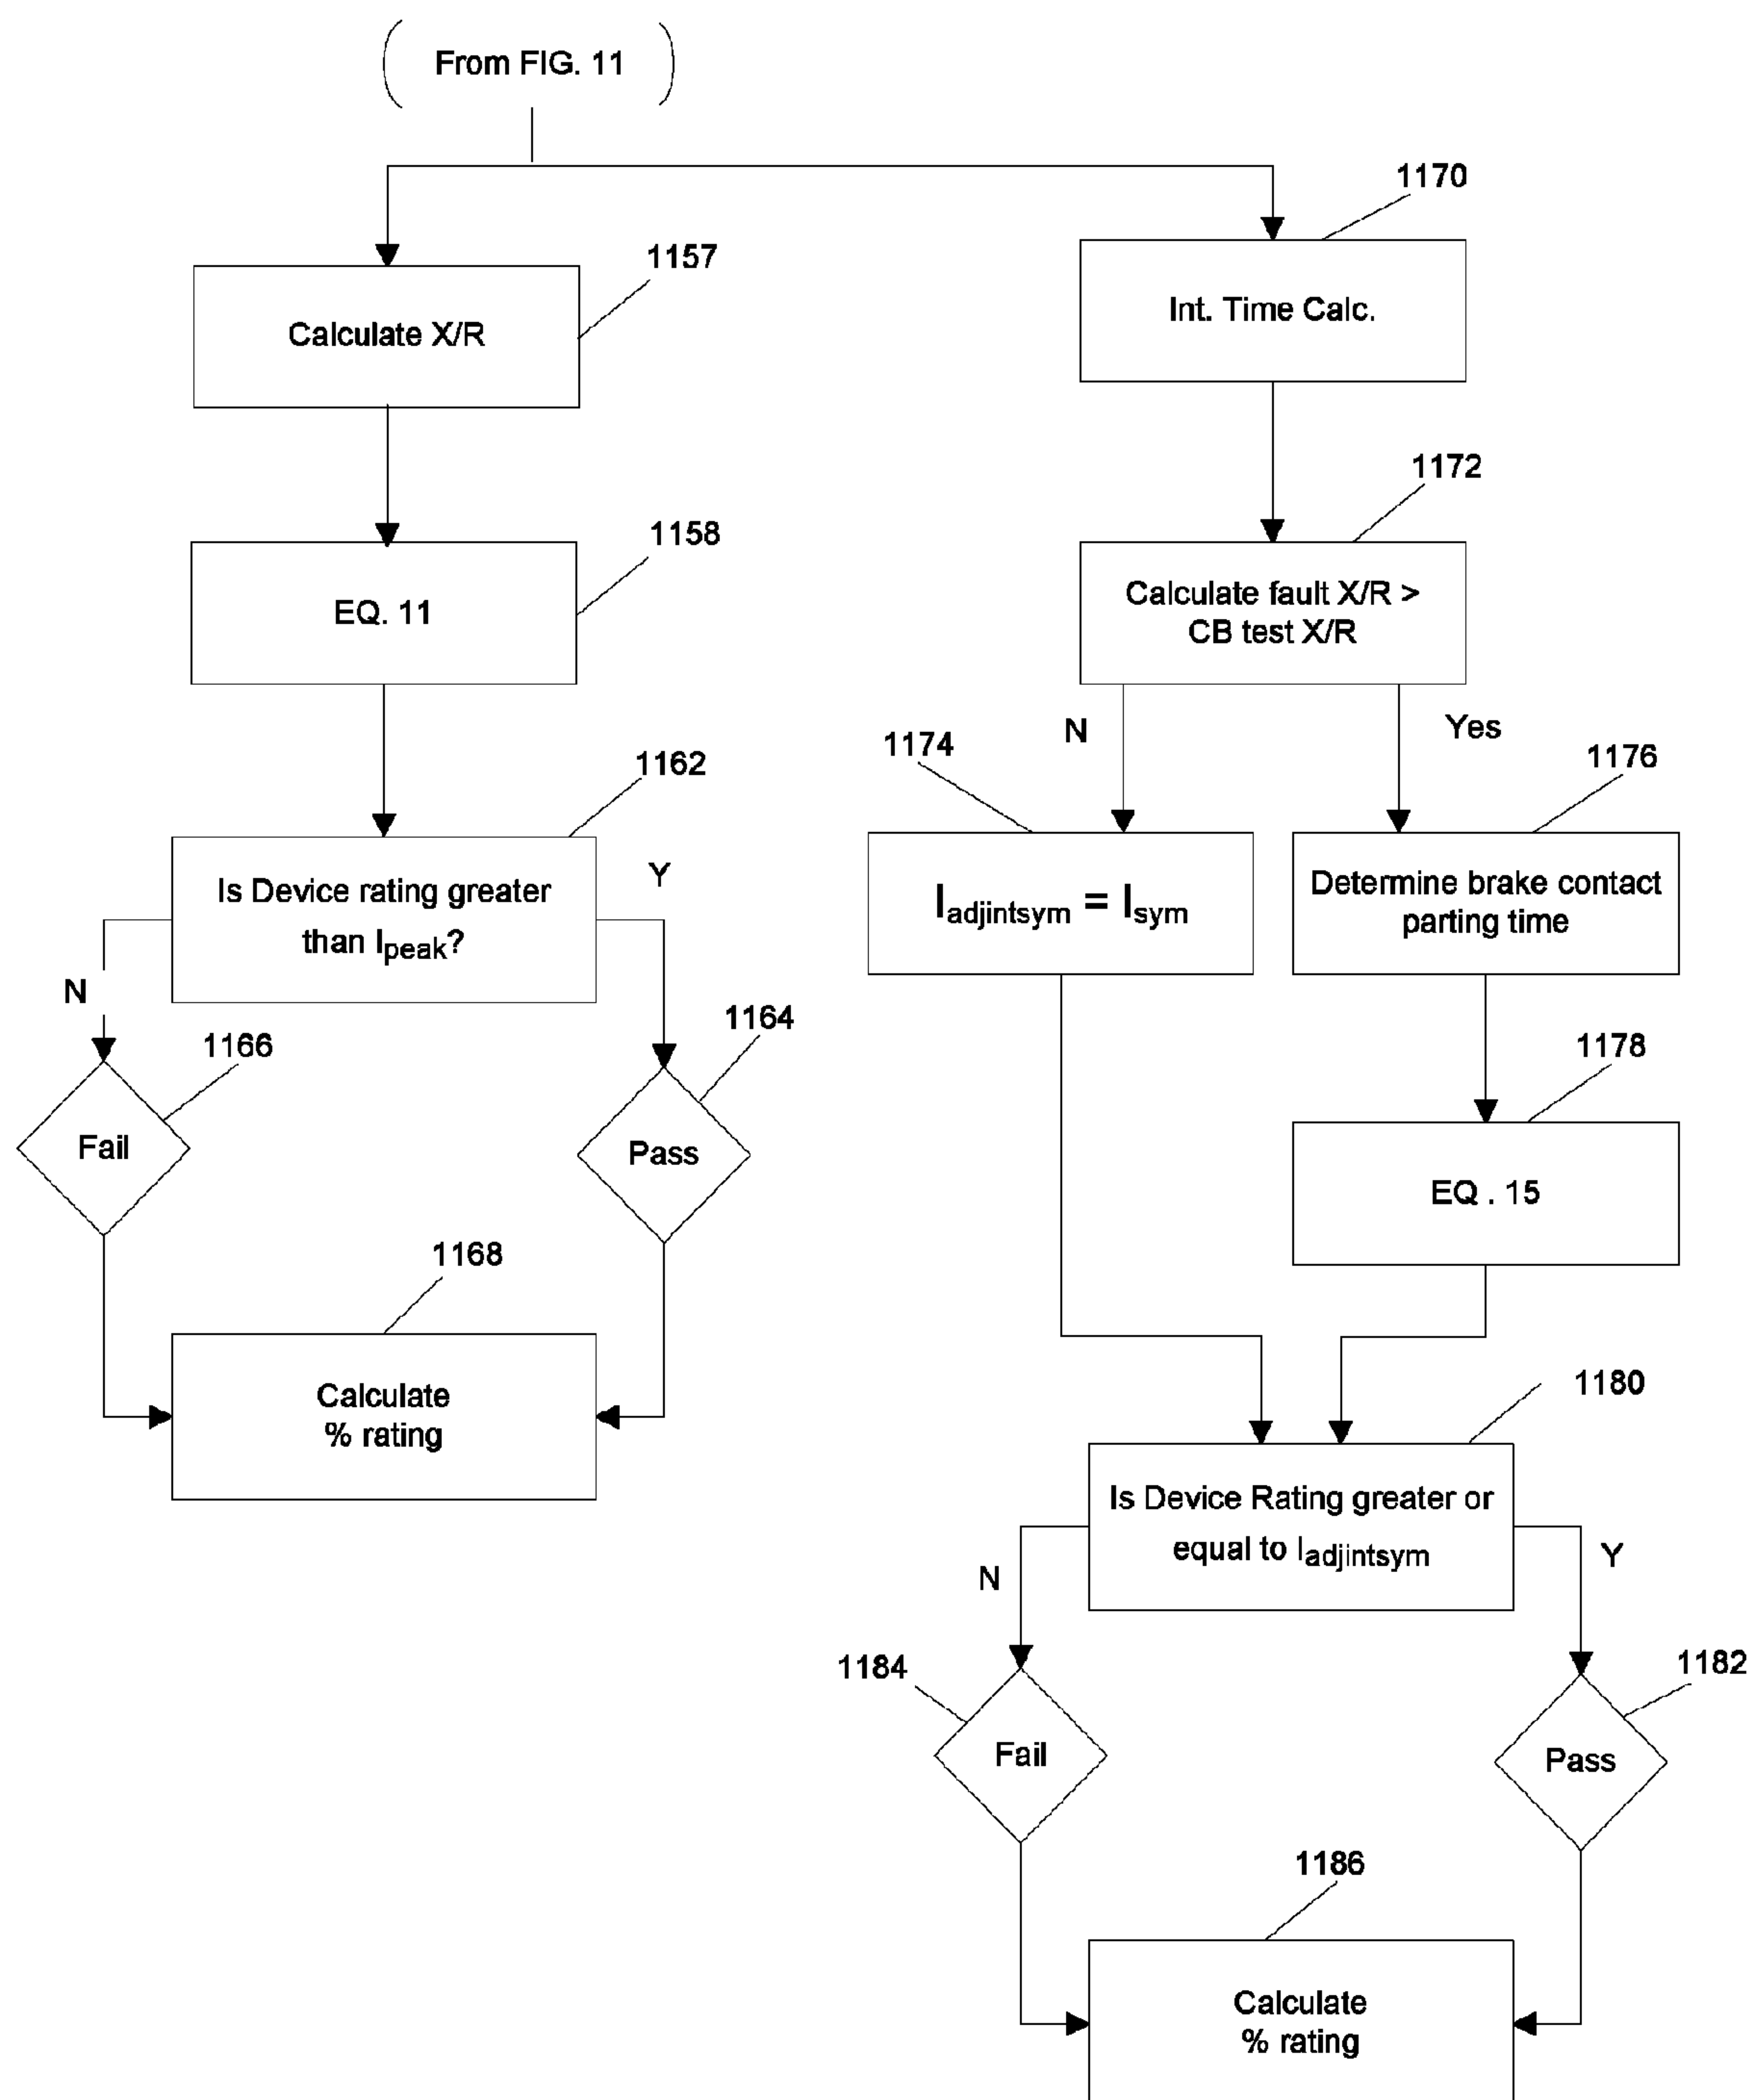 From FIG. 11
1170
1157
Int. Time Calc.
Calculate X/R
1172
1158
Calculate fault X/R >
CB test X/R
EQ. 11
N
Yes
1174
1176
1162
Is Device rating greater
than Ipeak?
Y
N
Iadjintsym = Isym
Determine brake contact
parting time
1164
1166
1178
Fail
Pass
EQ . 15
1168
Calculate
% rating
1180
Is Device Rating greater or
equal to Iadjintsym
N
Y
1184
1182
Fail
Pass
1186
Calculate
% rating